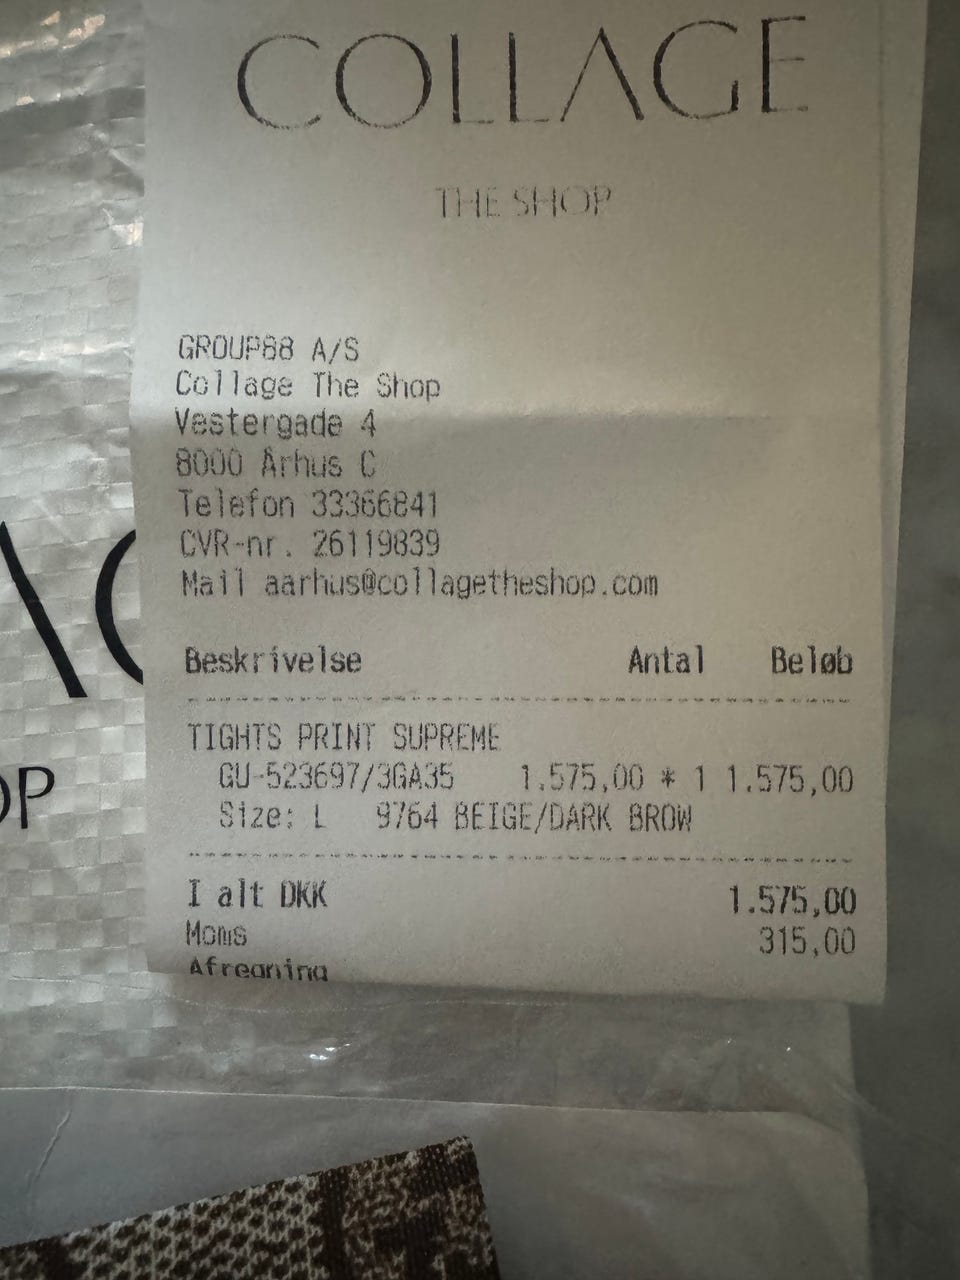 COLLAGE
THE SHOP
GROUP88 A/S
Collage The Shop
Vestergade 4
8000 Århus C
Telefon 33366841
CVR-nr. 26119839
Mail aarhus@collagetheshop.com
Beskrivelse Antal Beløb
TIGHTS PRINT SUPREME
GU-523697/3GA35 1.575,00 * 1 1.575,00
Size: L 9764 BEIGE/DARK BROW
I alt DKK 1.575,00
Moms 315,00
Afregning
AG
OP